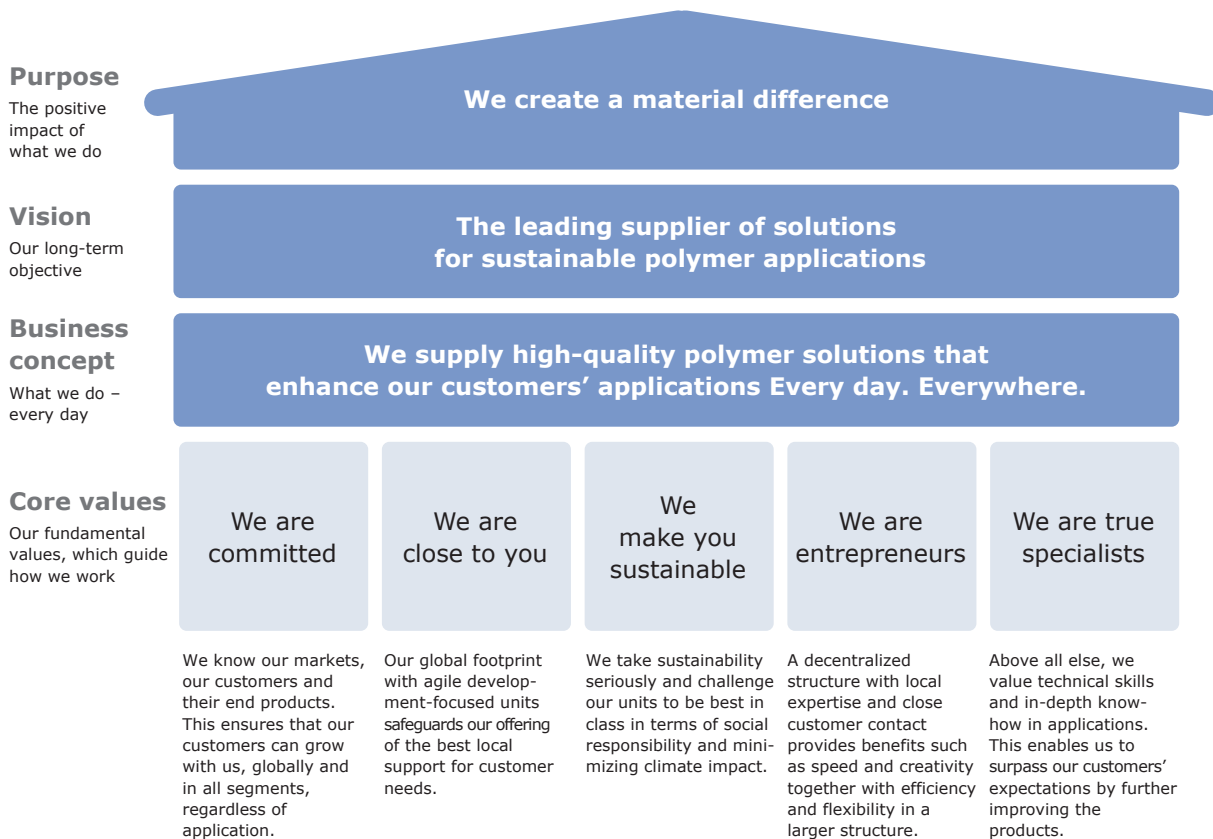 Purpose
The positive
impact of
what we do
We create a material difference
Vision
Our long-term
objective
The leading supplier of solutions
for sustainable polymer applications
Business
concept
What we do –
every day
We supply high-quality polymer solutions that
enhance our customers’ applications Every day. Everywhere.
Core values
Our fundamental
values, which guide
how we work
We are
committed
We are
close to you
We
make you
sustainable
We are
entrepreneurs
We are true
specialists
We know our markets,
our customers and
their end products.
This ensures that our
customers can grow
with us, globally and
in all segments,
regardless of
application.
Our global footprint
with agile develop-
ment-focused units
safeguards our offering
of the best local
support for customer
needs.
We take sustainability
seriously and challenge
our units to be best in
class in terms of social
responsibility and mini-
mizing climate impact.
A decentralized
structure with local
expertise and close
customer contact
provides benefits such
as speed and creativity
together with efficiency
and flexibility in a
larger structure.
Above all else, we
value technical skills
and in-depth know-
how in applications.
This enables us to
surpass our customers’
expectations by further
improving the
products.